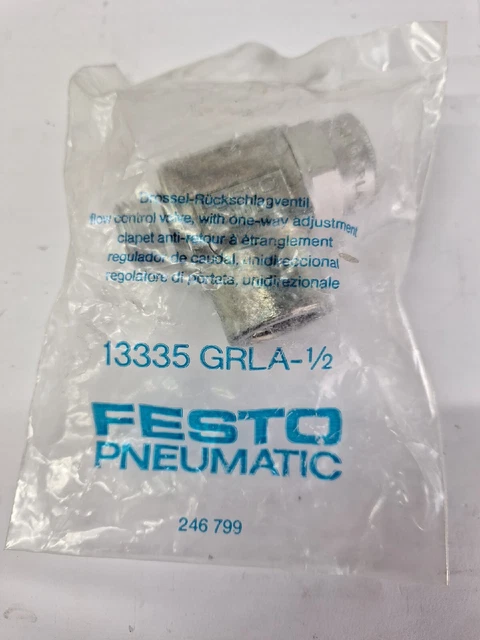 Drossel-Rückschlagventil
flow control valve, with one-way adjustment
clapet anti-retour à étranglement
regulador de caudal, unidireccional
regolatore di portata, unidirezionale
13335 GRLA-½
FESTO
PNEUMATIC
246 799